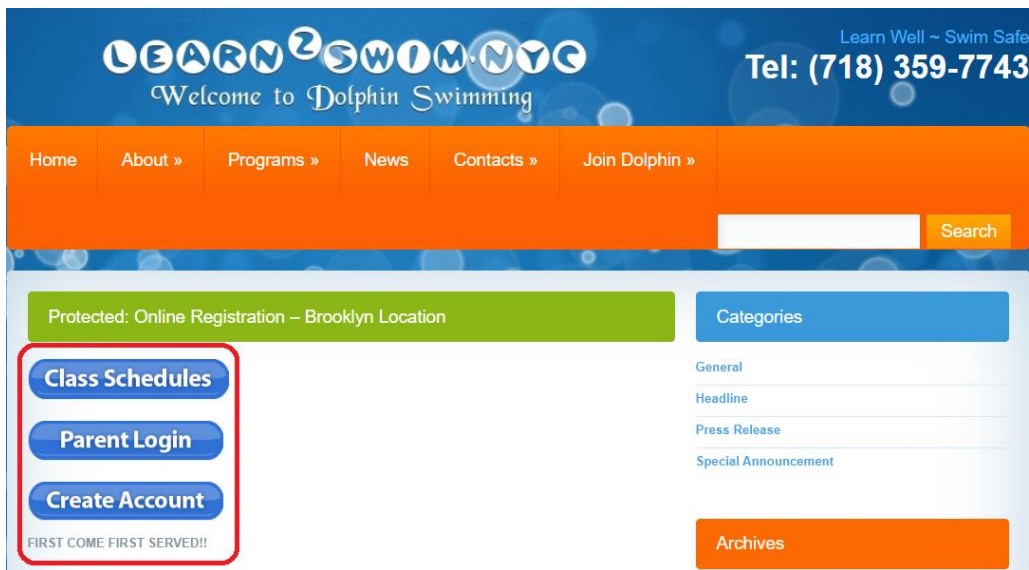 LEARN2SWIM.NYC
Welcome to Dolphin Swimming
Learn Well ~ Swim Safe
Tel: (718) 359-7743
Home About » Programs » News Contacts » Join Dolphin »
Search
Protected: Online Registration – Brooklyn Location
Class Schedules
Parent Login
Create Account
FIRST COME FIRST SERVED!!
Categories
General
Headline
Press Release
Special Announcement
Archives